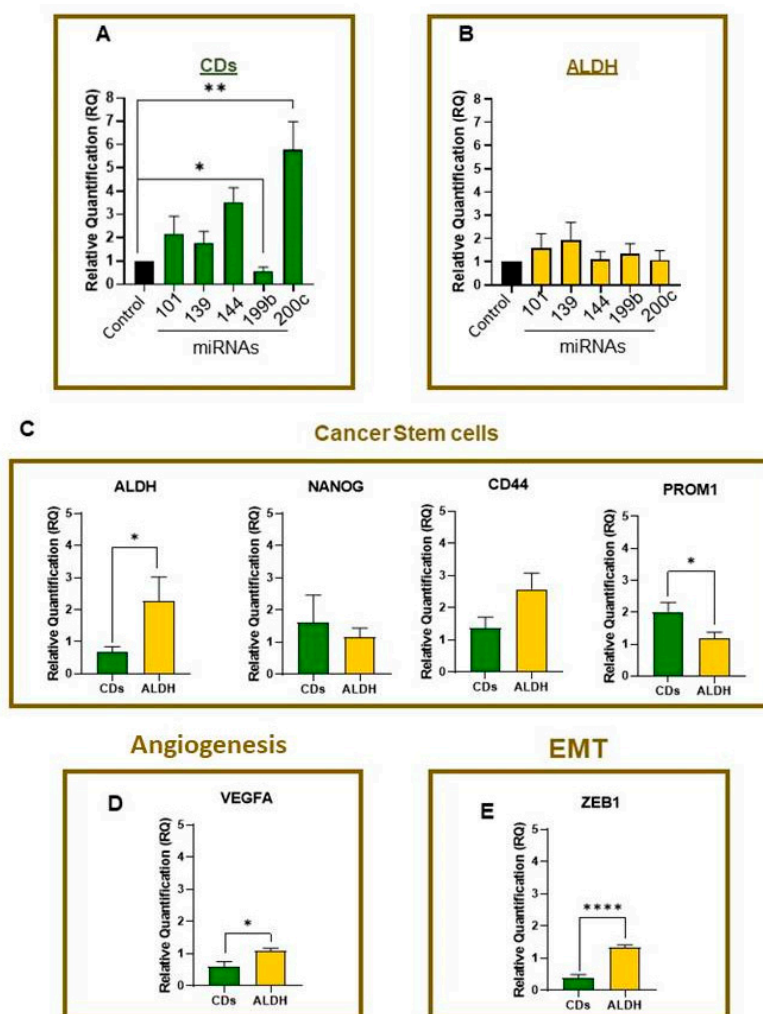 A
CDs
Relative Quantification (RQ)
8
7
6
5
4
3
2
1
0
**
*
Control
101
139
144
199b
200c
miRNAs
B
ALDH
Relative Quantification (RQ)
8
7
6
5
4
3
2
1
0
Control
101
139
144
199b
200c
miRNAs
C
Cancer Stem cells
ALDH
Relative Quantification (RQ)
5
4
3
2
1
0
*
CDs ALDH
NANOG
Relative Quantification (RQ)
5
4
3
2
1
0
CDs ALDH
CD44
Relative Quantification (RQ)
5
4
3
2
1
0
CDs ALDH
PROM1
Relative Quantification (RQ)
5
4
3
2
1
0
*
CDs ALDH
Angiogenesis
D
VEGFA
Relative Quantification (RQ)
5
4
3
2
1
0
*
CDs ALDH
EMT
E
ZEB1
Relative Quantification (RQ)
5
4
3
2
1
0
****
CDs ALDH